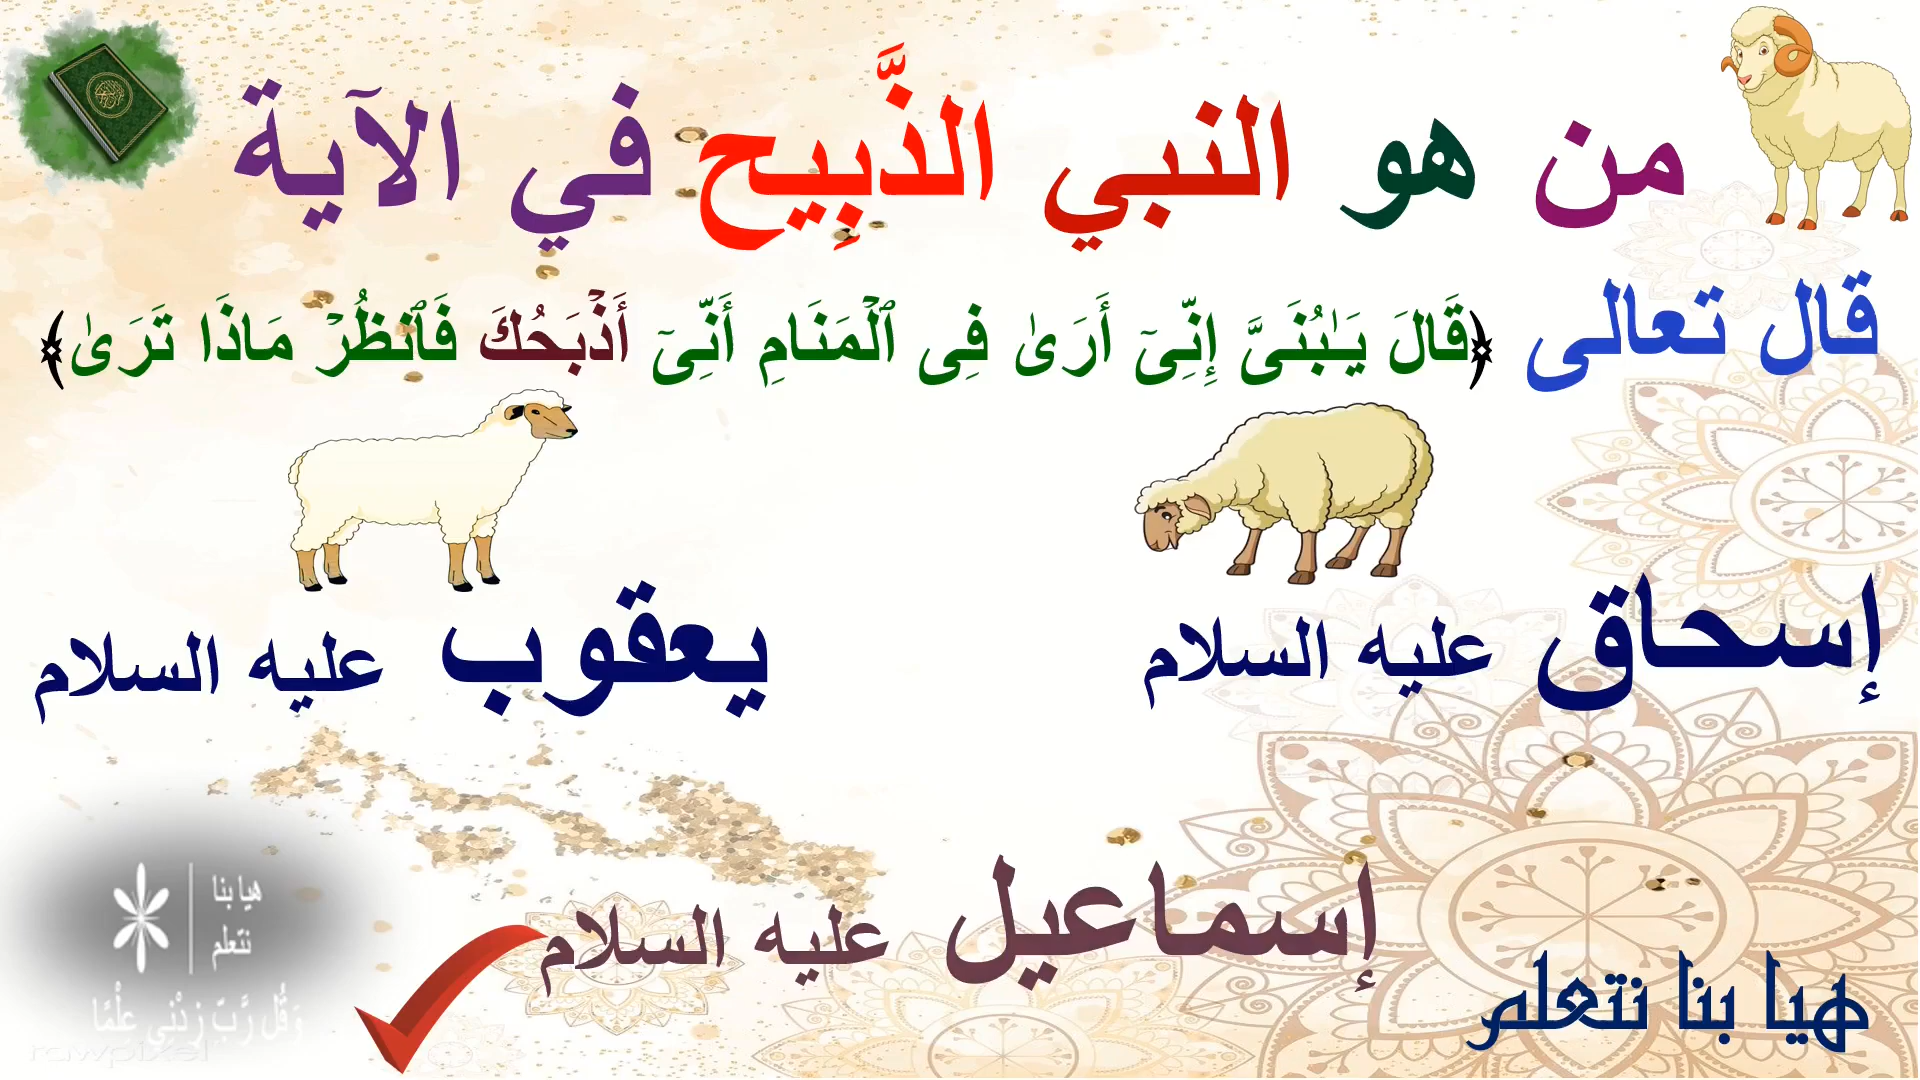 من هو النبي الذَّبِيح في الآية
قال تعالى ﴿قَالَ يَـٰبُنَىَّ إِنِّىٓ أَرَىٰ فِى ٱلْمَنَامِ أَنِّىٓ أَذْبَحُكَ فَٱنظُرْ مَاذَا تَرَىٰ﴾
إسحاق عليه السلام
يعقوب عليه السلام
إسماعيل عليه السلام
هيا بنا نتعلم
هيا بنا
نتعلم
وَقُل رَّبِّ زِدْنِي عِلْمًا
rawpixel